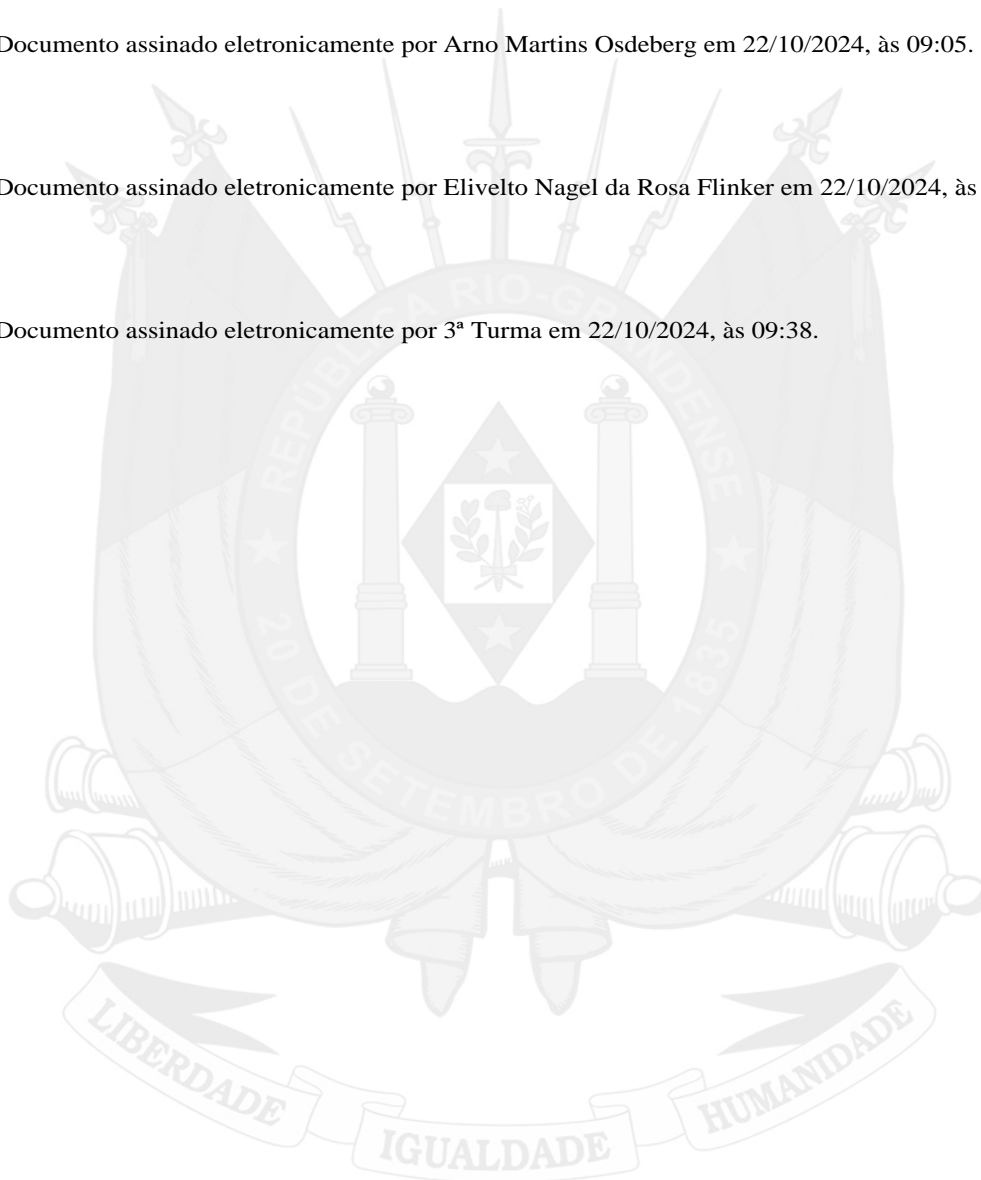 Documento assinado eletronicamente por Arno Martins Osdeberg em 22/10/2024, às 09:05.
Documento assinado eletronicamente por Elivelto Nagel da Rosa Flinker em 22/10/2024, às
Documento assinado eletronicamente por 3ª Turma em 22/10/2024, às 09:38.
REPÚBLICA RIO-GRANDENSE
20 DE SETEMBRO DE 1835
LIBERDADE
IGUALDADE
HUMANIDADE